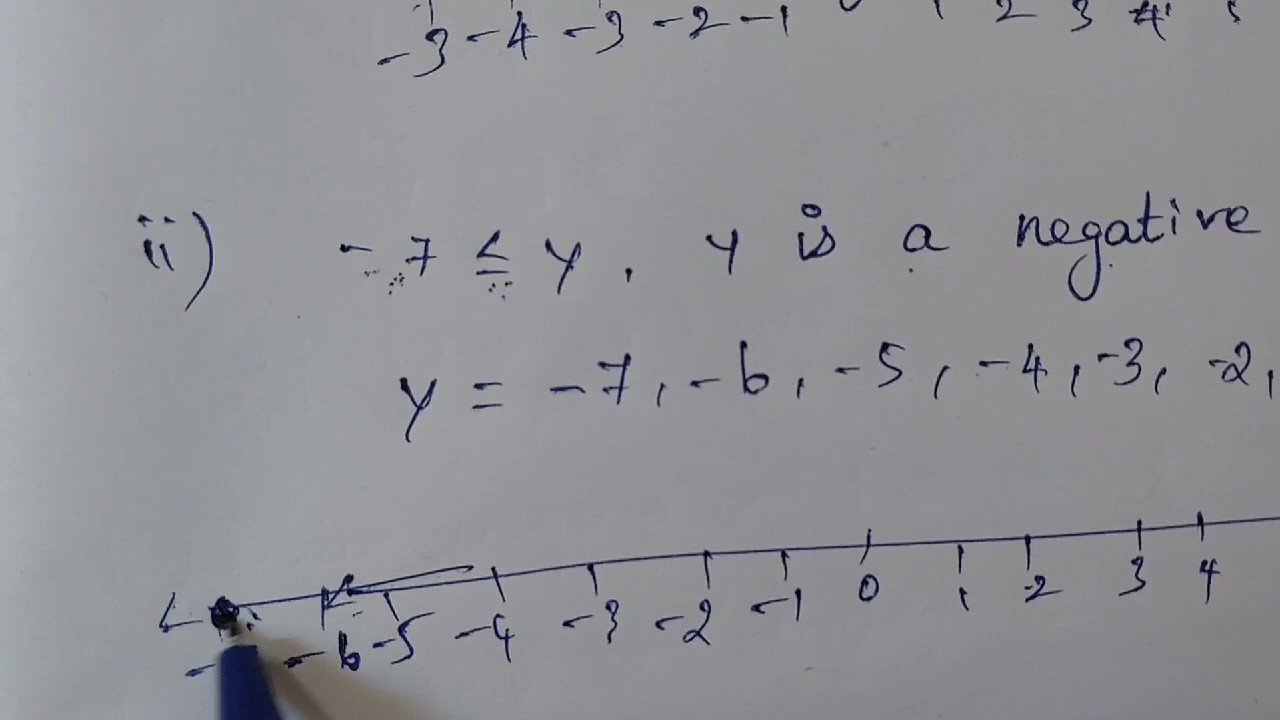 -3 -4 -3 -2 -1 0 1 2 3 4
ii) -7 ≤ y , y is a negative
y = -7, -6, -5, -4, -3, -2,
-6 -5 -4 -3 -2 -1 0 1 2 3 4